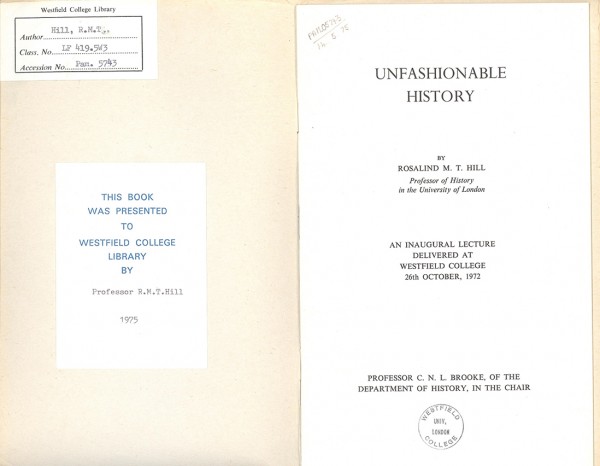 Westfield College Library
Author Hill, R.M.T.,
Class. No. LF 419.5W3
Accession No. Pam. 5743
THIS BOOK
WAS PRESENTED
TO
WESTFIELD COLLEGE
LIBRARY
BY
Professor R.M.T.Hill
1975
UNFASHIONABLE
HISTORY
BY
ROSALIND M. T. HILL
Professor of History
in the University of London
AN INAUGURAL LECTURE
DELIVERED AT
WESTFIELD COLLEGE
26th OCTOBER, 1972
PROFESSOR C. N. L. BROOKE, OF THE
DEPARTMENT OF HISTORY, IN THE CHAIR
WESTFIELD
UNIV.
LONDON
COLLEGE